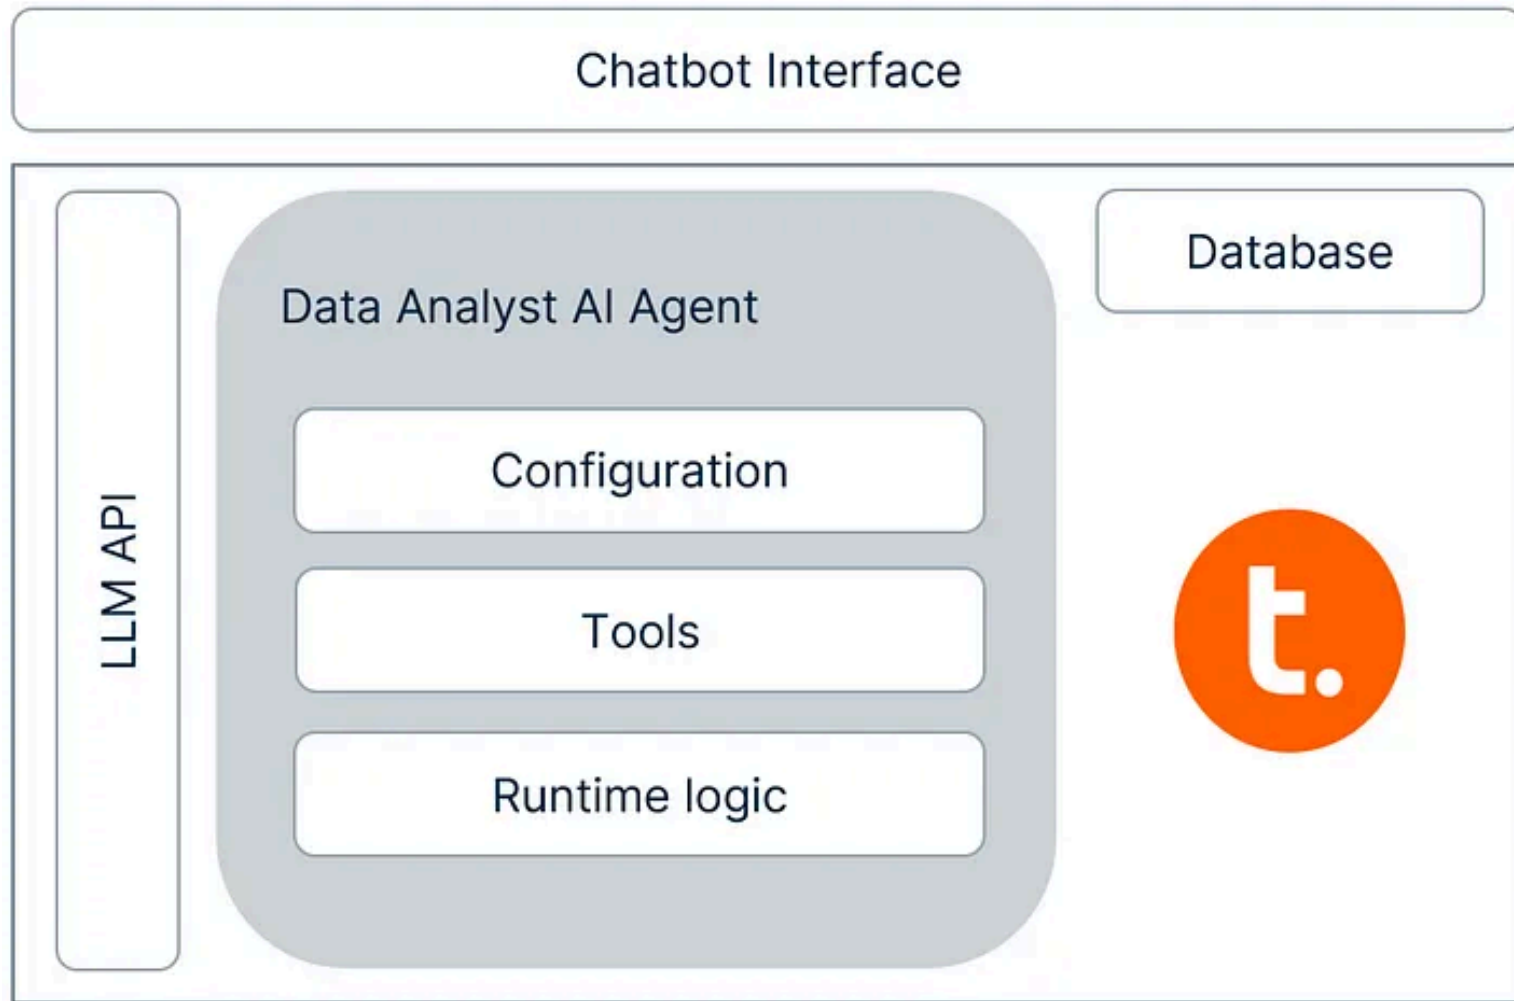 Chatbot Interface
LLM API
Data Analyst AI Agent
Configuration
Tools
Runtime logic
Database
t.